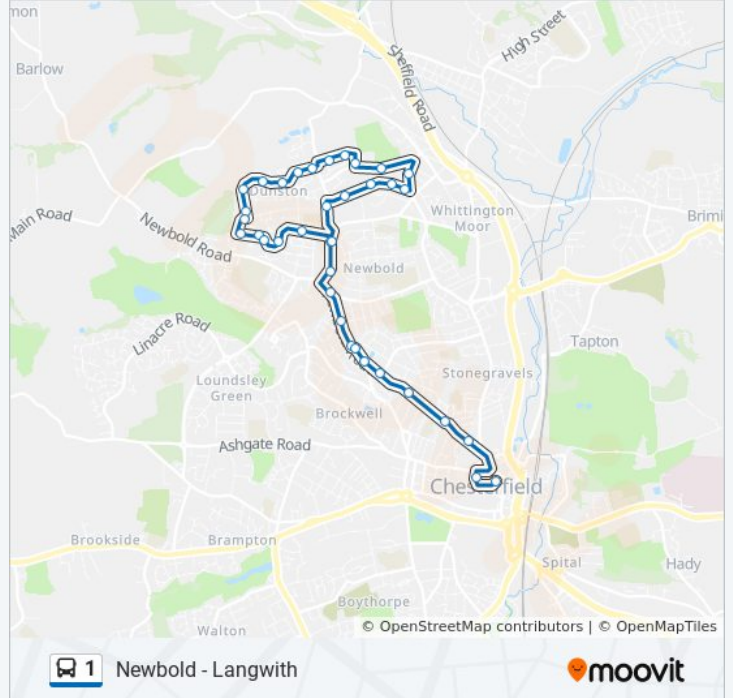 mon
High Street
Barlow
Sheffield Road
Dunston
Main Road
Newbold Road
Whittington
Moor
Brimi
Newbold
Linacre Road
Tapton
Loundsley
Green
Stonegravels
Brockwell
Ashgate Road
Chesterfield
Brookside
Brampton
Spital
Hady
Boythorpe
Walton
© OpenStreetMap contributors | © OpenMapTiles
1 Newbold - Langwith
moovit